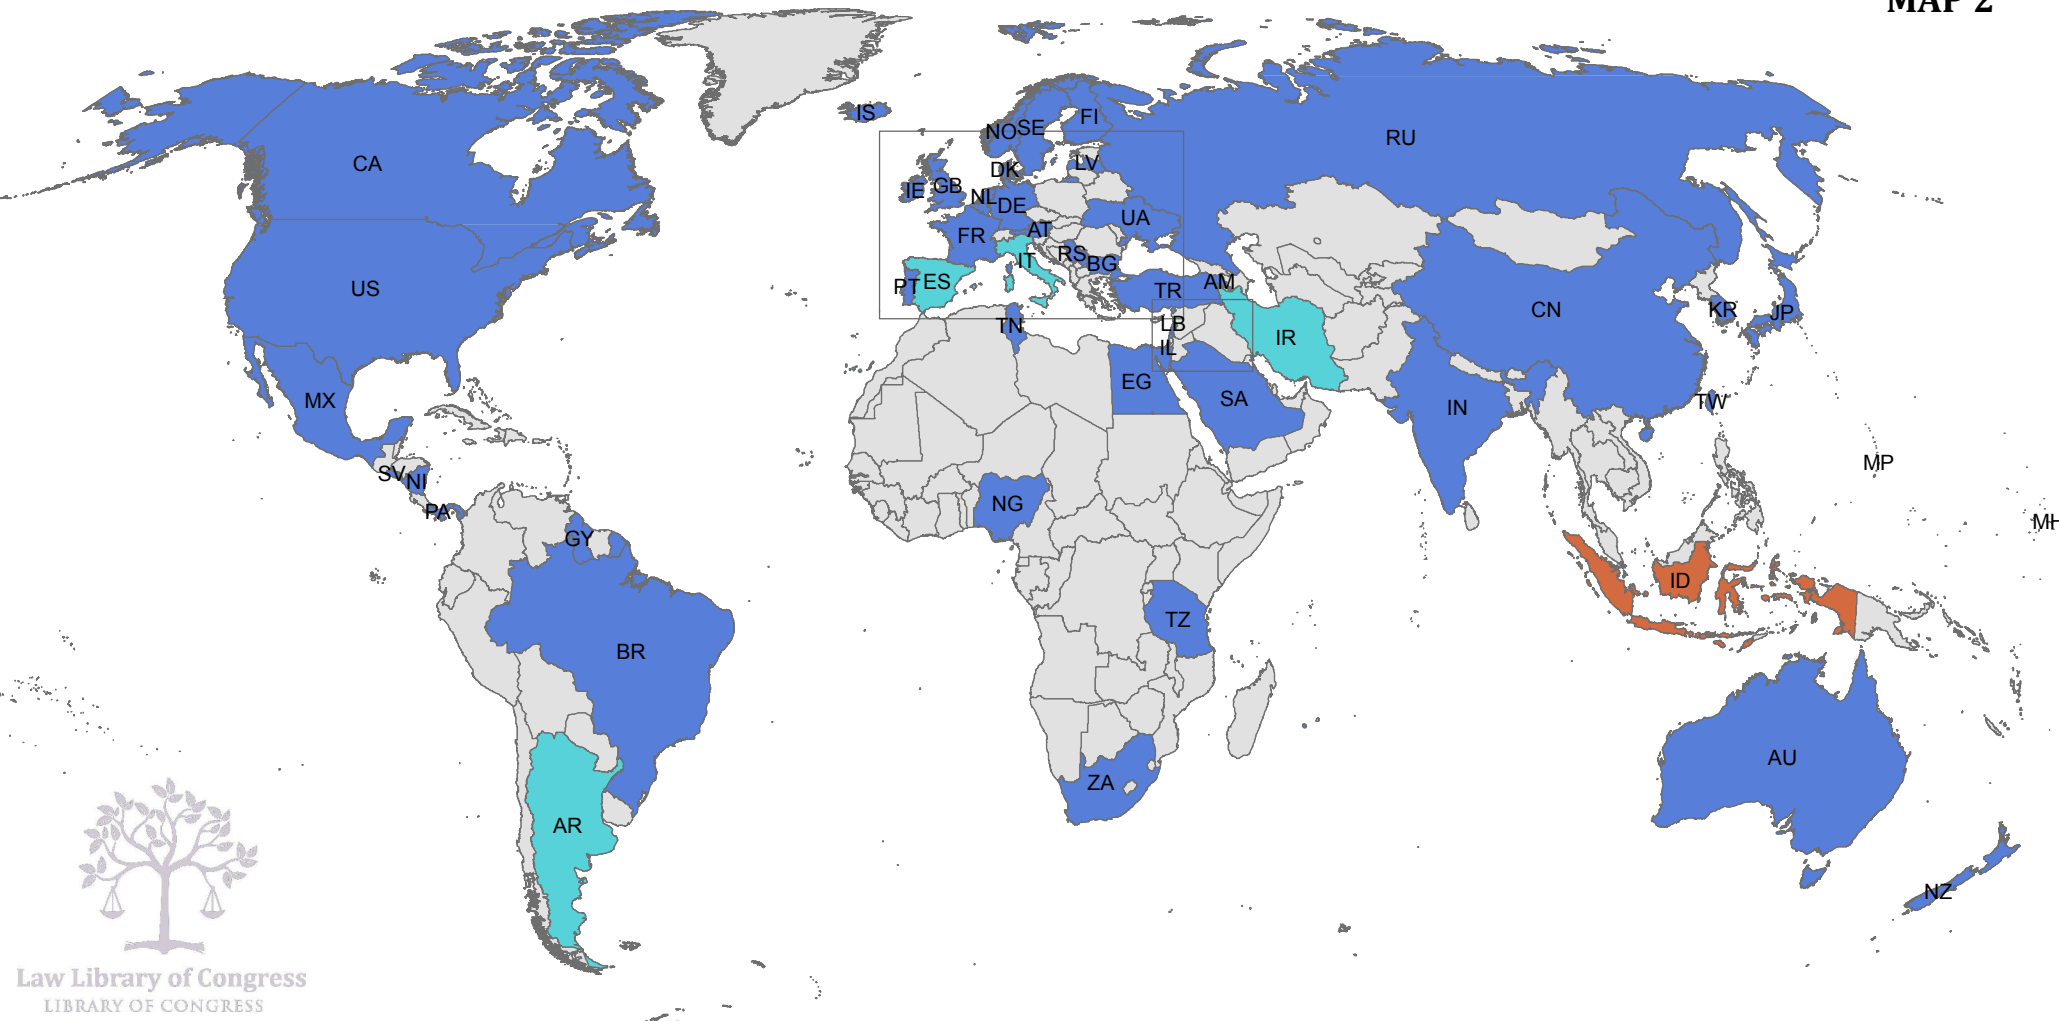 MAP 2
IS
FI
NO
SE
RU
CA
DK
LV
IE
GB
NL
DE
UA
FR
AT
RS
BG
IT
PT
ES
TR
AM
US
CN
KR
JP
TN
LB
IR
IL
EG
SA
MX
IN
TW
MP
SV
NI
NG
PA
MH
GY
ID
TZ
BR
AU
ZA
AR
NZ
Law Library of Congress
LIBRARY OF CONGRESS